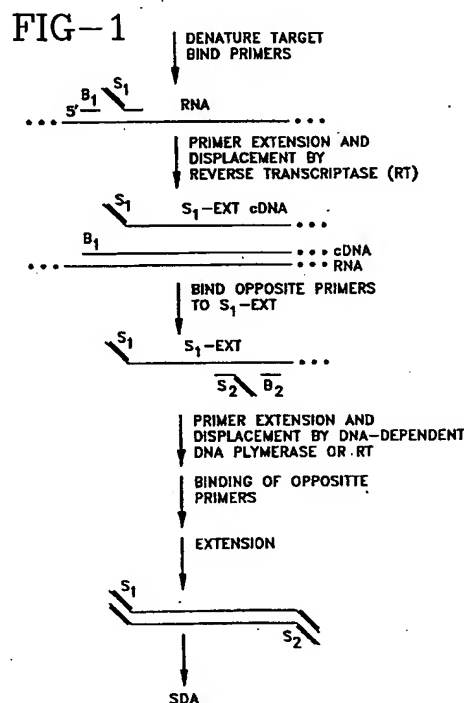 FIG-1
DENATURE TARGET
BIND PRIMERS
B1 S1
5' RNA
PRIMER EXTENSION AND
DISPLACEMENT BY
REVERSE TRANSCRIPTASE (RT)
S1 S1-EXT cDNA
B1
cDNA
RNA
BIND OPPOSITE PRIMERS
TO S1-EXT
S1 S1-EXT
S2 B2
PRIMER EXTENSION AND
DISPLACEMENT BY DNA-DEPENDENT
DNA PLYMERASE OR RT
BINDING OF OPPOSITTE
PRIMERS
EXTENSION
S1
S2
SDA